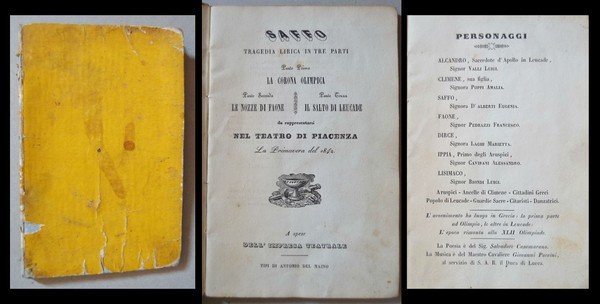 SAFFO
TRAGEDIA LIRICA IN TRE PARTI
Parte Prima
LA CORONA OLIMPICA
Parte Seconda
LE NOZZE DI FAONE
Parte Terza
IL SALTO DI LEUCADE
da rappresentarsi
NEL TEATRO DI PIACENZA
La Primavera del 1842.
A spese
DELL'IMPRESA TEATRALE
TIPI DI ANTONIO DEL MAINO
PERSONAGGI
ALCANDRO, Sacerdote d'Apollo in Leucade,
Signor VALLI LUIGI.
CLIMENE, sua figlia,
Signora POPPI AMALIA.
SAFFO,
Signora D'ALBERTI EUGENIA.
FAONE,
Signor PEDRAZZI FRANCESCO.
DIRCE,
Signora LAGHI MARIETTA.
IPPIA, Primo degli Aruspici,
Signor CAVISANI ALESSANDRO.
LISIMACO,
Signor BIONDI LUIGI.
Aruspici - Ancelle di Climene - Cittadini Greci
Popolo di Leucade - Guardie Sacre - Citaristi - Danzatrici.
L'avvenimento ha luogo in Grecia: la prima parte
ad Olimpia, le altre in Leucade:
L'epoca rimonta alla XLII Olimpiade.
La Poesia è del Sig. Salvadore Cammarano.
La Musica è del Maestro Cavaliere Giovanni Paccini,
al servizio di S. A. R. il Duca di Lucca.